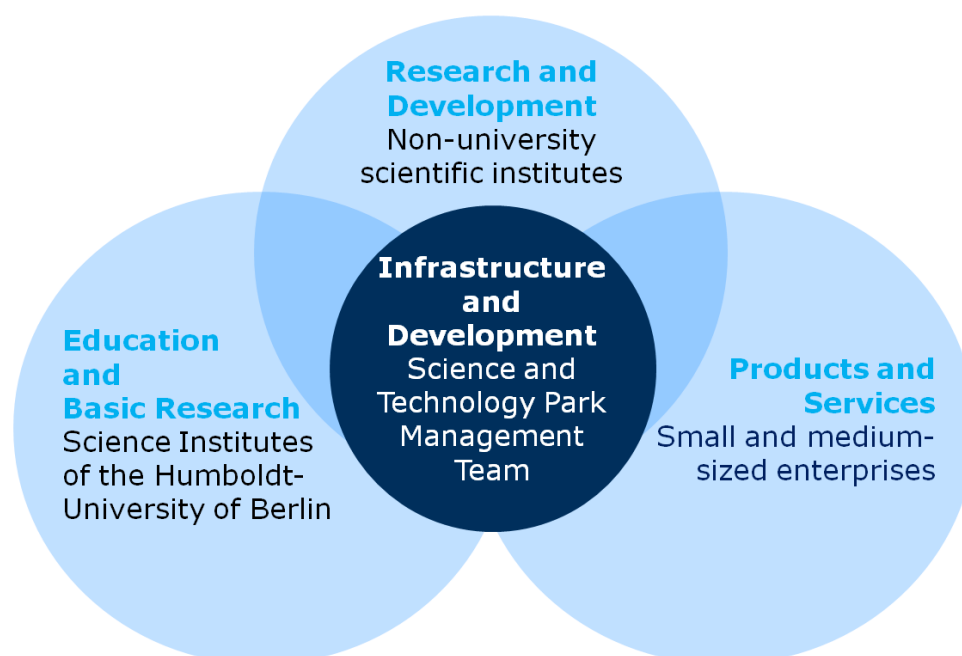 Research and
Development
Non-university
scientific institutes
Infrastructure
and
Development
Science and
Technology Park
Management
Team
Education
and
Basic Research
Science Institutes
of the Humboldt-
University of Berlin
Products and
Services
Small and medium-
sized enterprises